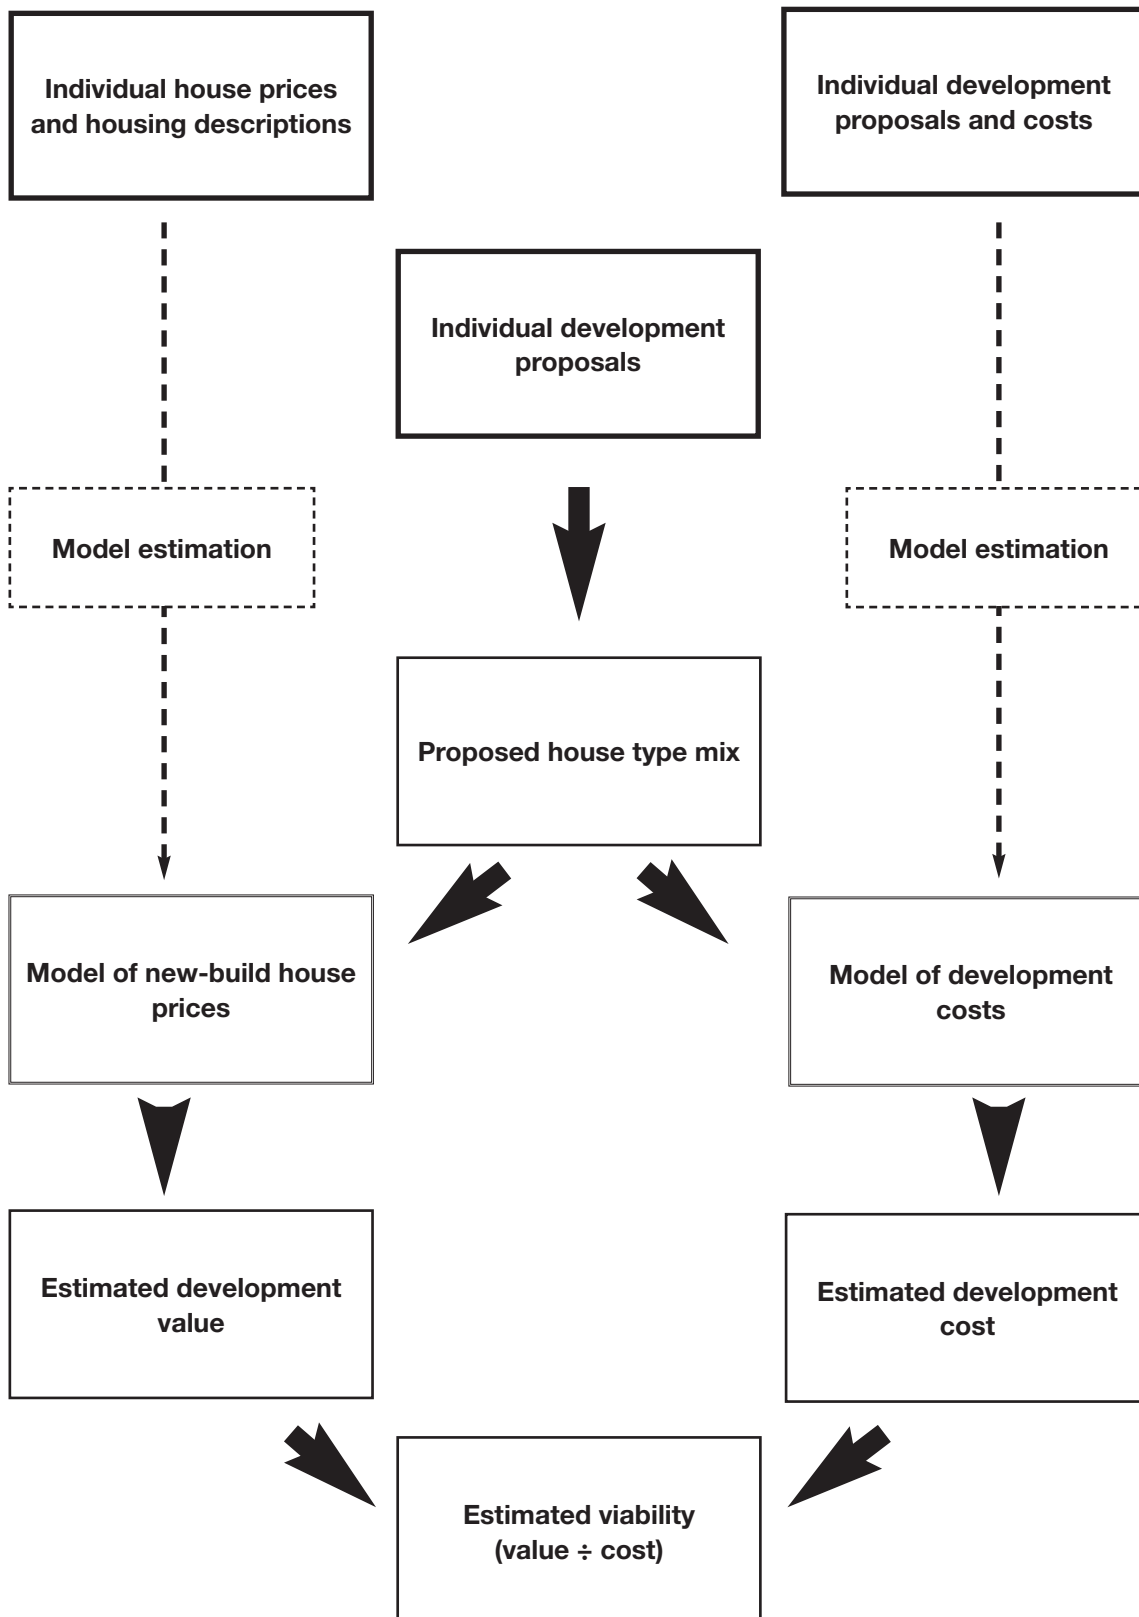 Individual house prices
and housing descriptions
Individual development
proposals and costs
Individual development
proposals
Model estimation
Model estimation
Proposed house type mix
Model of new-build house
prices
Model of development
costs
Estimated development
value
Estimated development
cost
Estimated viability
(value ÷ cost)